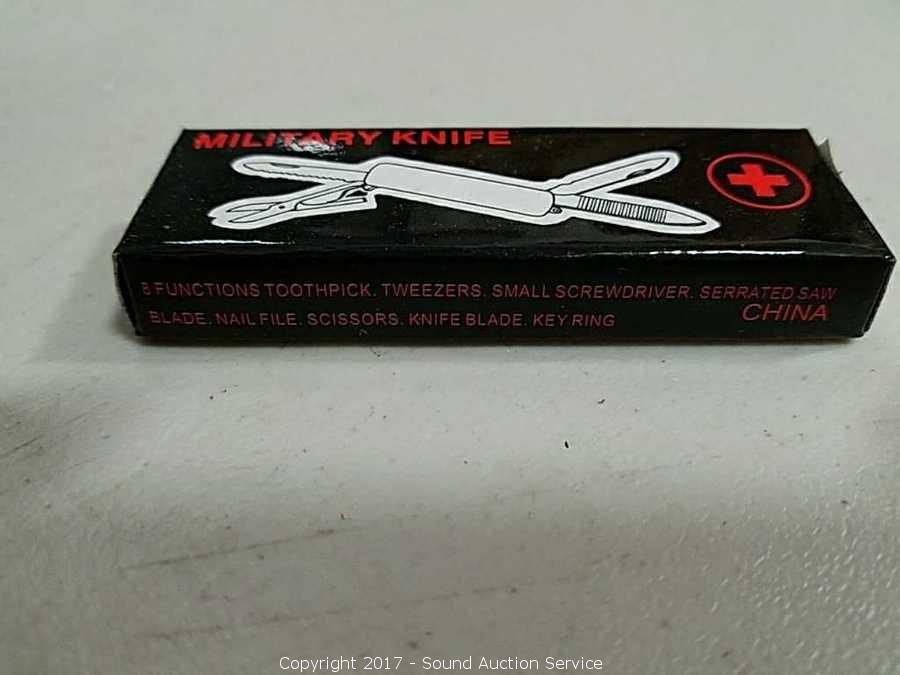 MILITARY KNIFE
8 FUNCTIONS TOOTHPICK. TWEEZERS. SMALL SCREWDRIVER. SERRATED SAW
BLADE. NAIL FILE. SCISSORS. KNIFE BLADE. KEY RING
CHINA
Copyright 2017 - Sound Auction Service